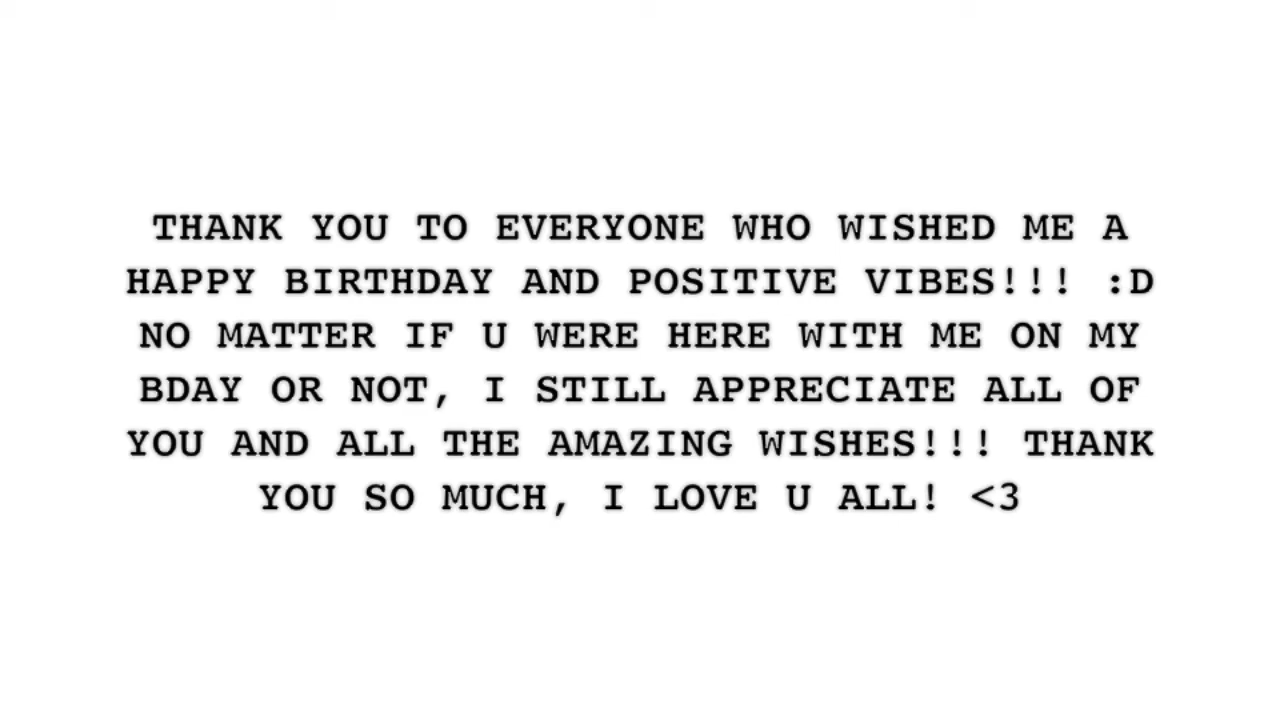 THANK YOU TO EVERYONE WHO WISHED ME A
HAPPY BIRTHDAY AND POSITIVE VIBES!!! :D
NO MATTER IF U WERE HERE WITH ME ON MY
BDAY OR NOT, I STILL APPRECIATE ALL OF
YOU AND ALL THE AMAZING WISHES!!! THANK
YOU SO MUCH, I LOVE U ALL! <3